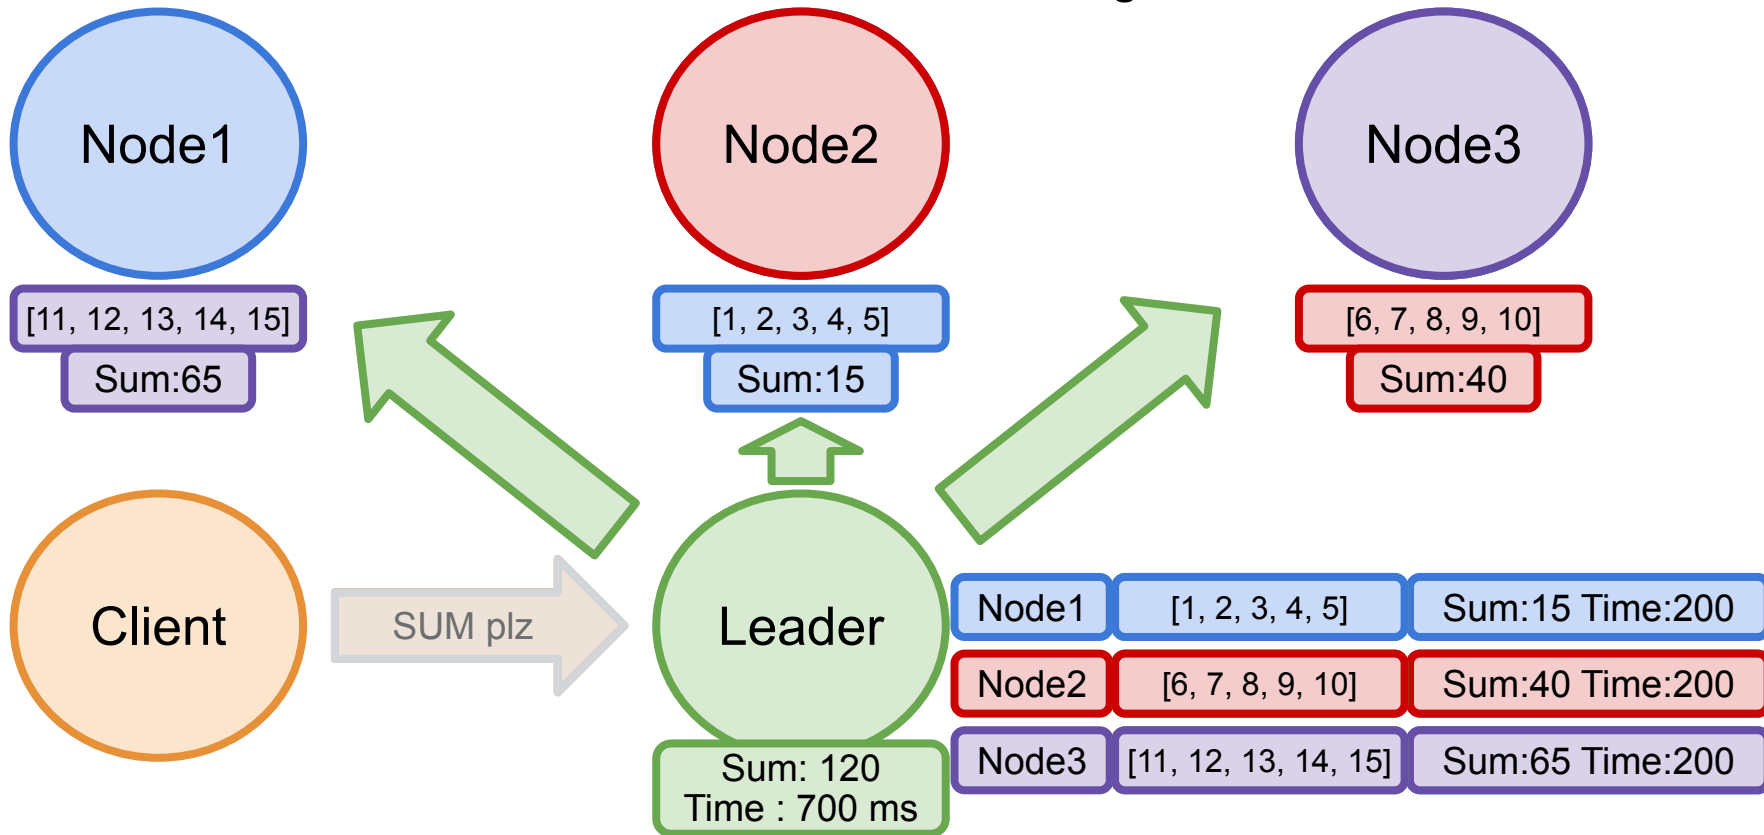 Node1
Node2
Node3
[11, 12, 13, 14, 15]
[1, 2, 3, 4, 5]
[6, 7, 8, 9, 10]
Sum:65
Sum:15
Sum:40
Client
SUM plz
Leader
Sum: 120
Time : 700 ms
Node1 [1, 2, 3, 4, 5] Sum:15 Time:200
Node2 [6, 7, 8, 9, 10] Sum:40 Time:200
Node3 [11, 12, 13, 14, 15] Sum:65 Time:200